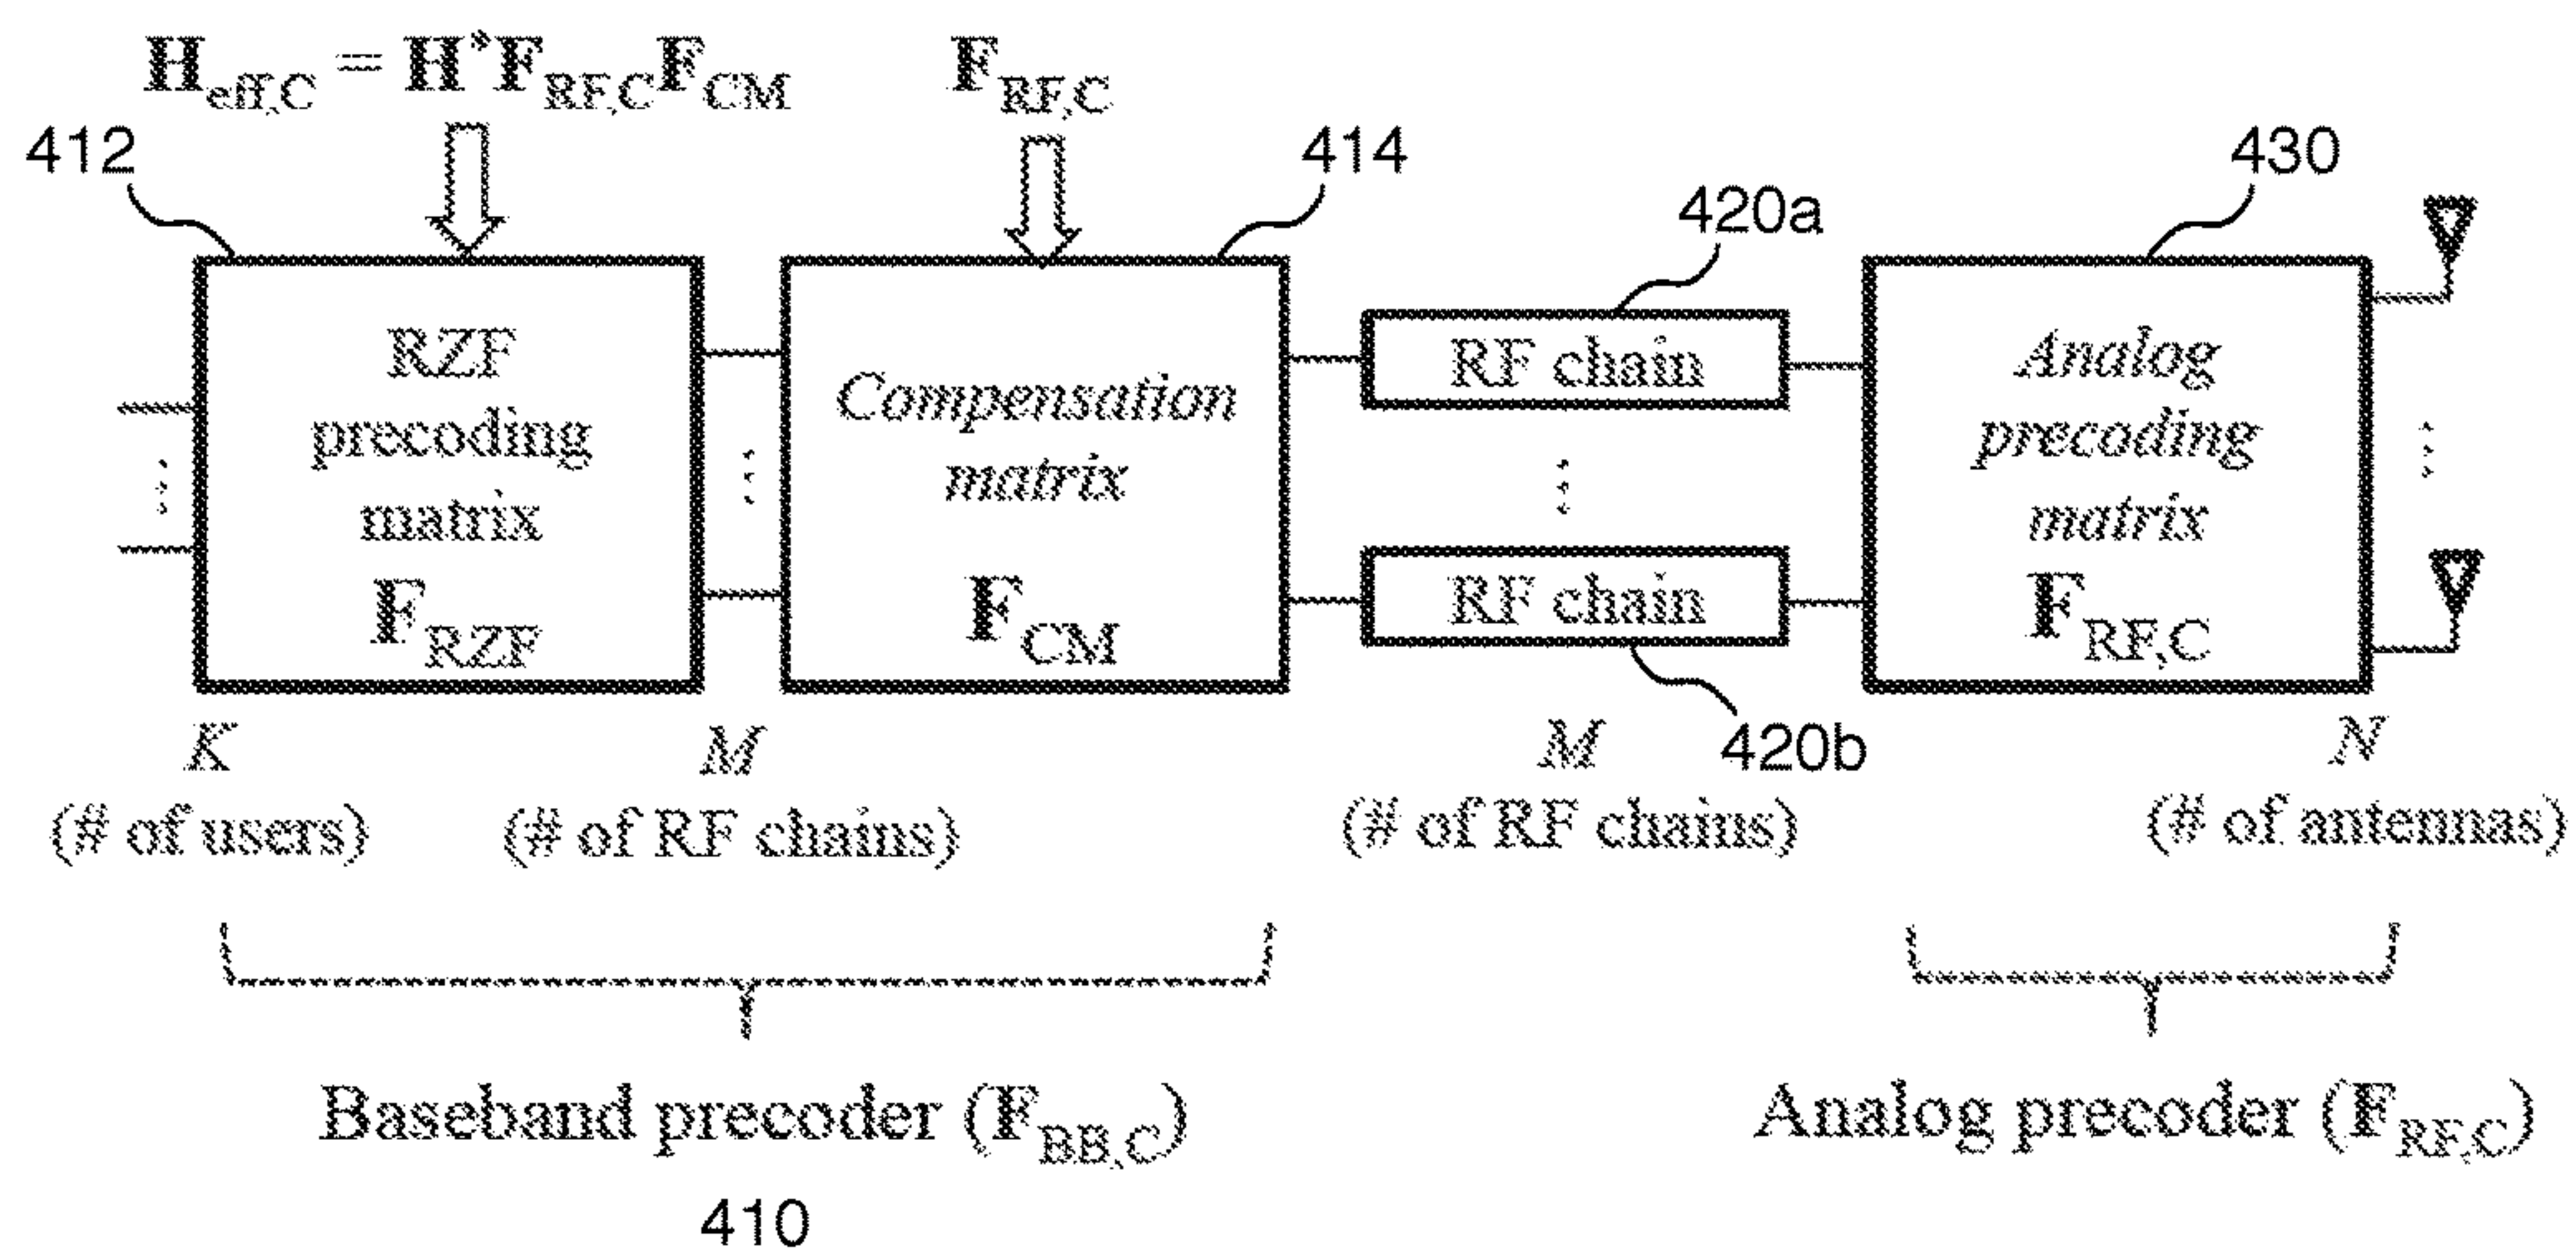 H_eff,C = H*F_RF,C F_CM
F_RF,C
412
414
420a
430
RZF
precoding
matrix
F_RZF
Compensation
matrix
F_CM
RF chain
RF chain
Analog
precoding
matrix
F_RF,C
420b
K
(# of users)
M
(# of RF chains)
M
(# of RF chains)
N
(# of antennas)
Baseband precoder (F_BB,C)
410
Analog precoder (F_RF,C)